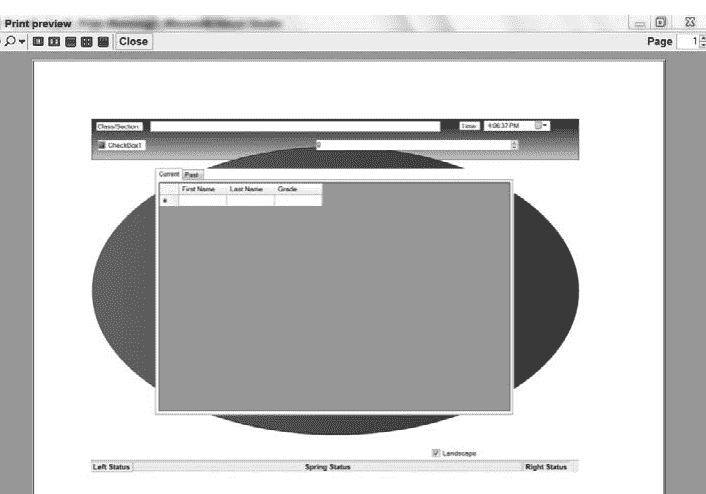 Print preview
Close
Page 1
Class/Section
Time 4:06:37 PM
CheckBox1
0
Current Past
First Name Last Name Grade
Landscape
Left Status Spring Status Right Status